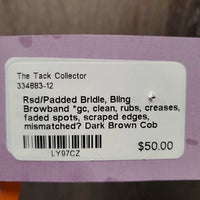 The Tack Collector
334883-12
Rsd/Padded Bridle, Bling
Browband *gc, clean, rubs, creases,
faded spots, scraped edges,
mismatched? Dark Brown Cob
LY97CZ
$50.00